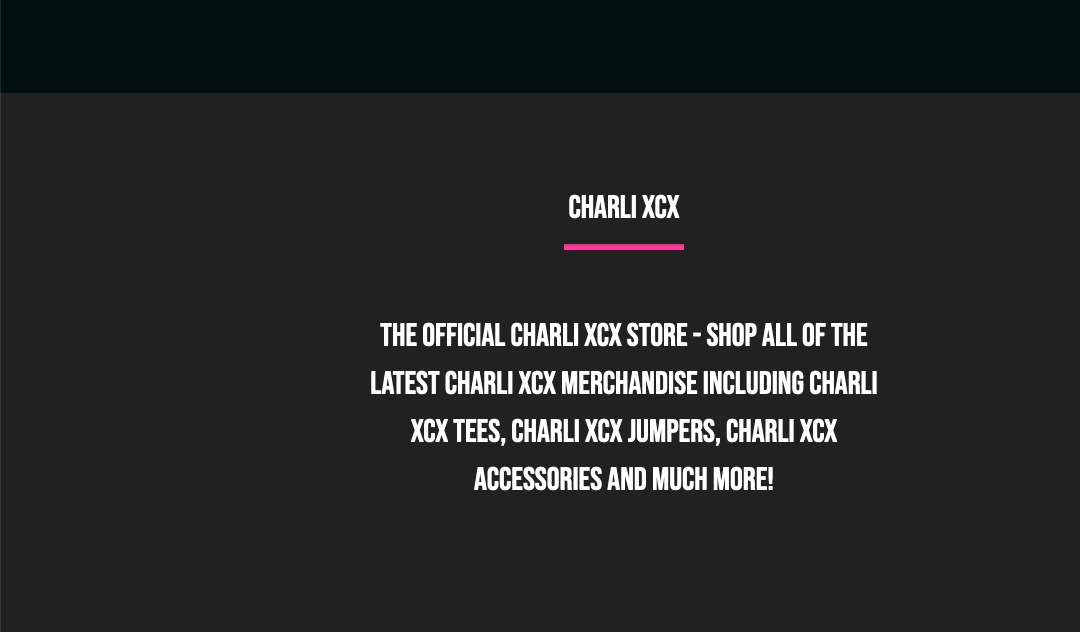 CHARLI XCX
THE OFFICIAL CHARLI XCX STORE - SHOP ALL OF THE
LATEST CHARLI XCX MERCHANDISE INCLUDING CHARLI
XCX TEES, CHARLI XCX JUMPERS, CHARLI XCX
ACCESSORIES AND MUCH MORE!